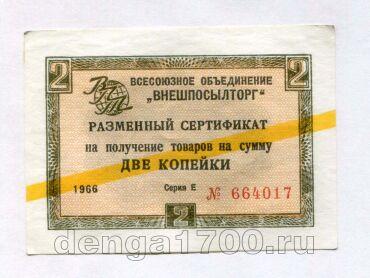 2 2
ВПТ
ВСЕСОЮЗНОЕ ОБЪЕДИНЕНИЕ
„ВНЕШПОСЫЛТОРГ"
РАЗМЕННЫЙ СЕРТИФИКАТ
на получение товаров на сумму
ДВЕ КОПЕЙКИ
1966 Серия Е № 664017
2
denga1700.ru